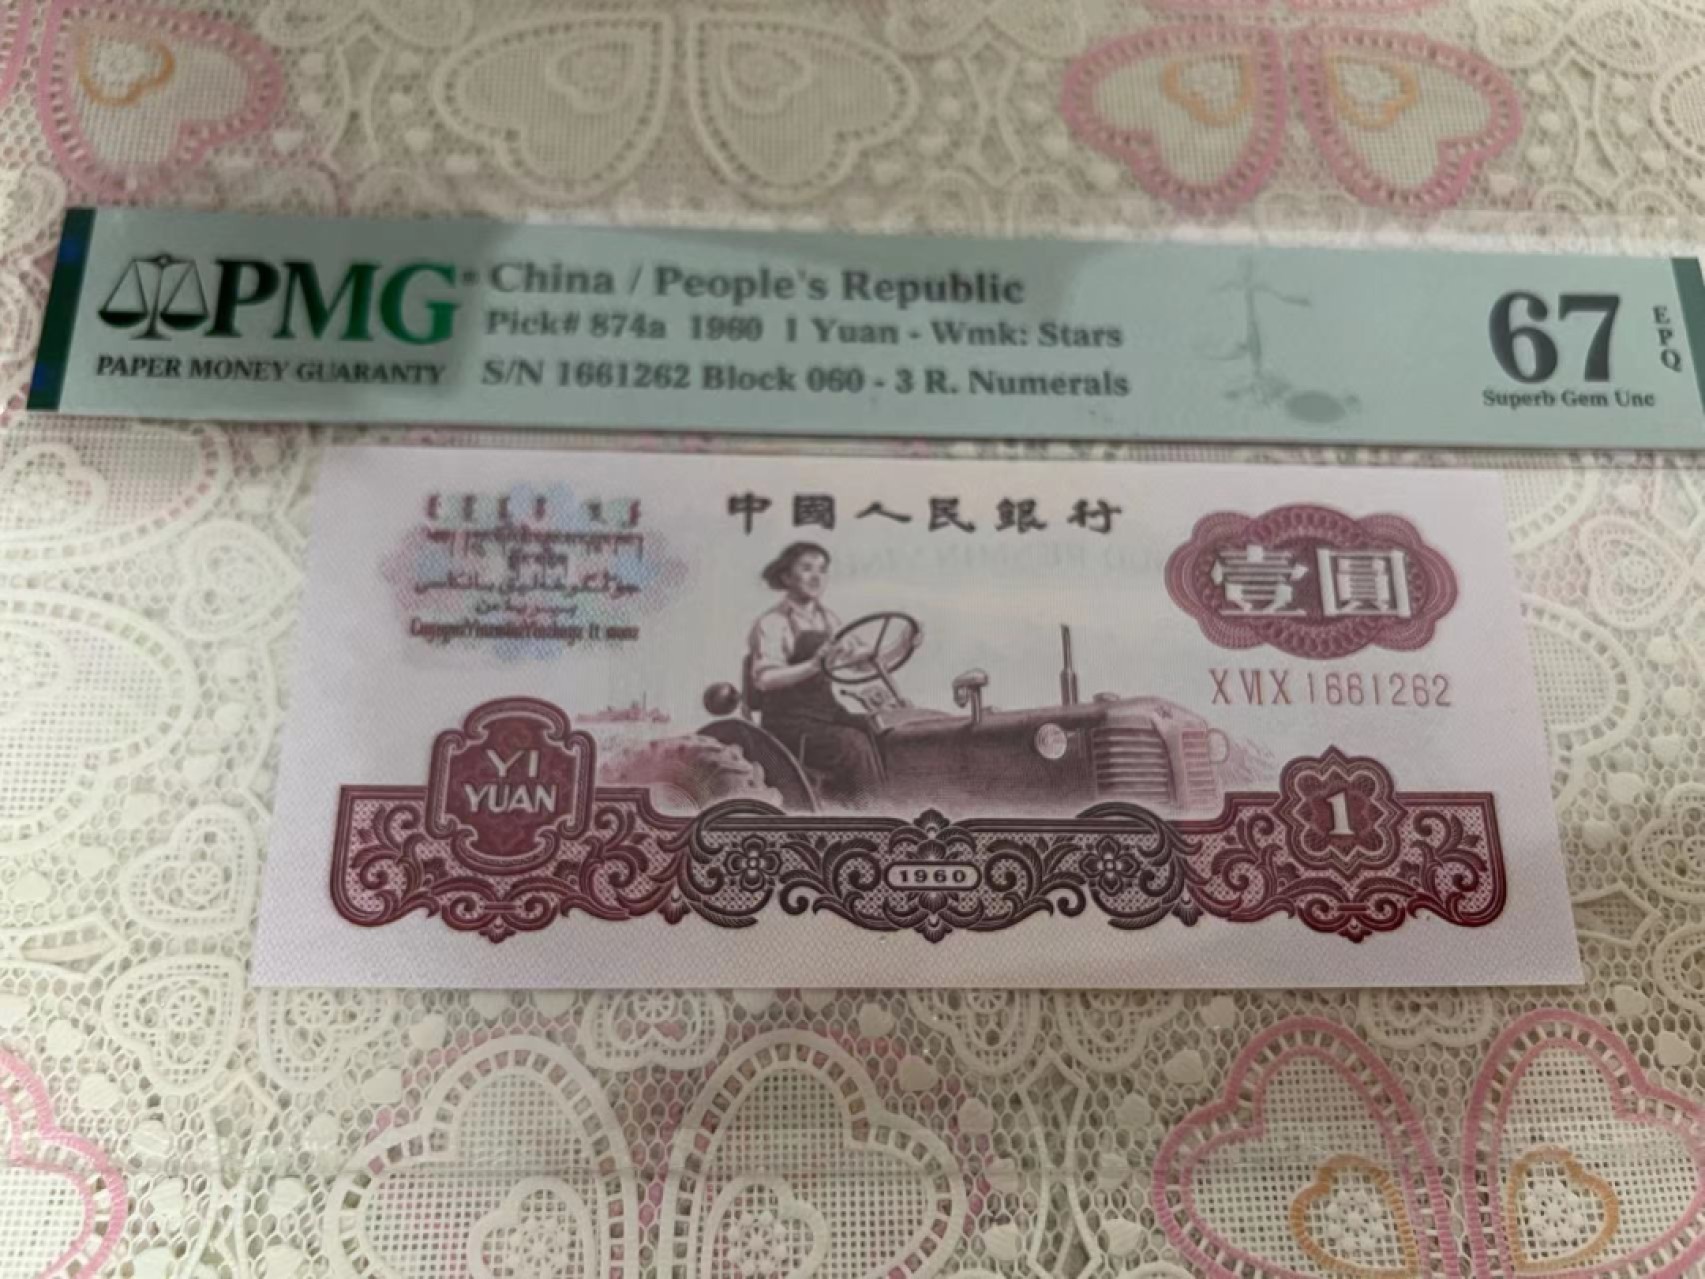 PMG
PAPER MONEY GUARANTY
China / People's Republic
Pick# 874a 1960 1 Yuan - Wmk: Stars
S/N 1661262 Block 060 - 3 R. Numerals
67
EPQ
Superb Gem Unc
中國人民銀行
壹圓
X VI X 1661262
YI
YUAN
1960
1